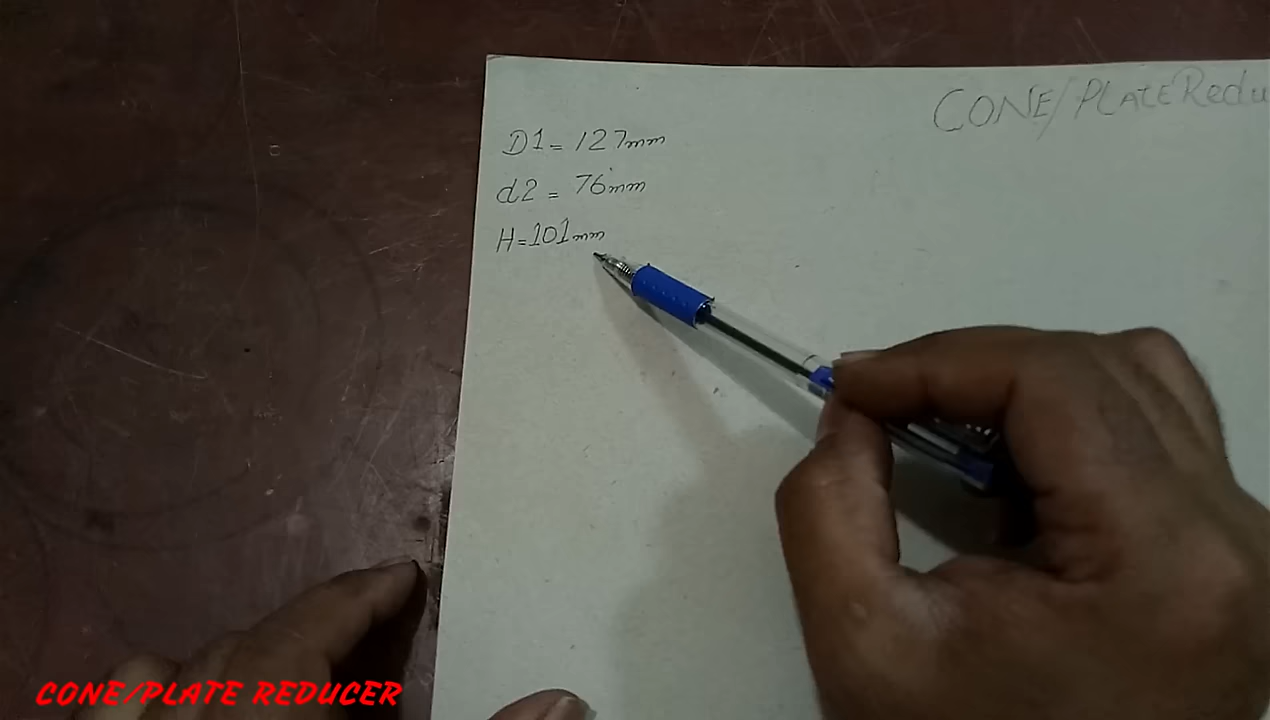 CONE/PLATE Redu
D1 = 127mm
d2 = 76mm
H=101mm
CONE/PLATE REDUCER